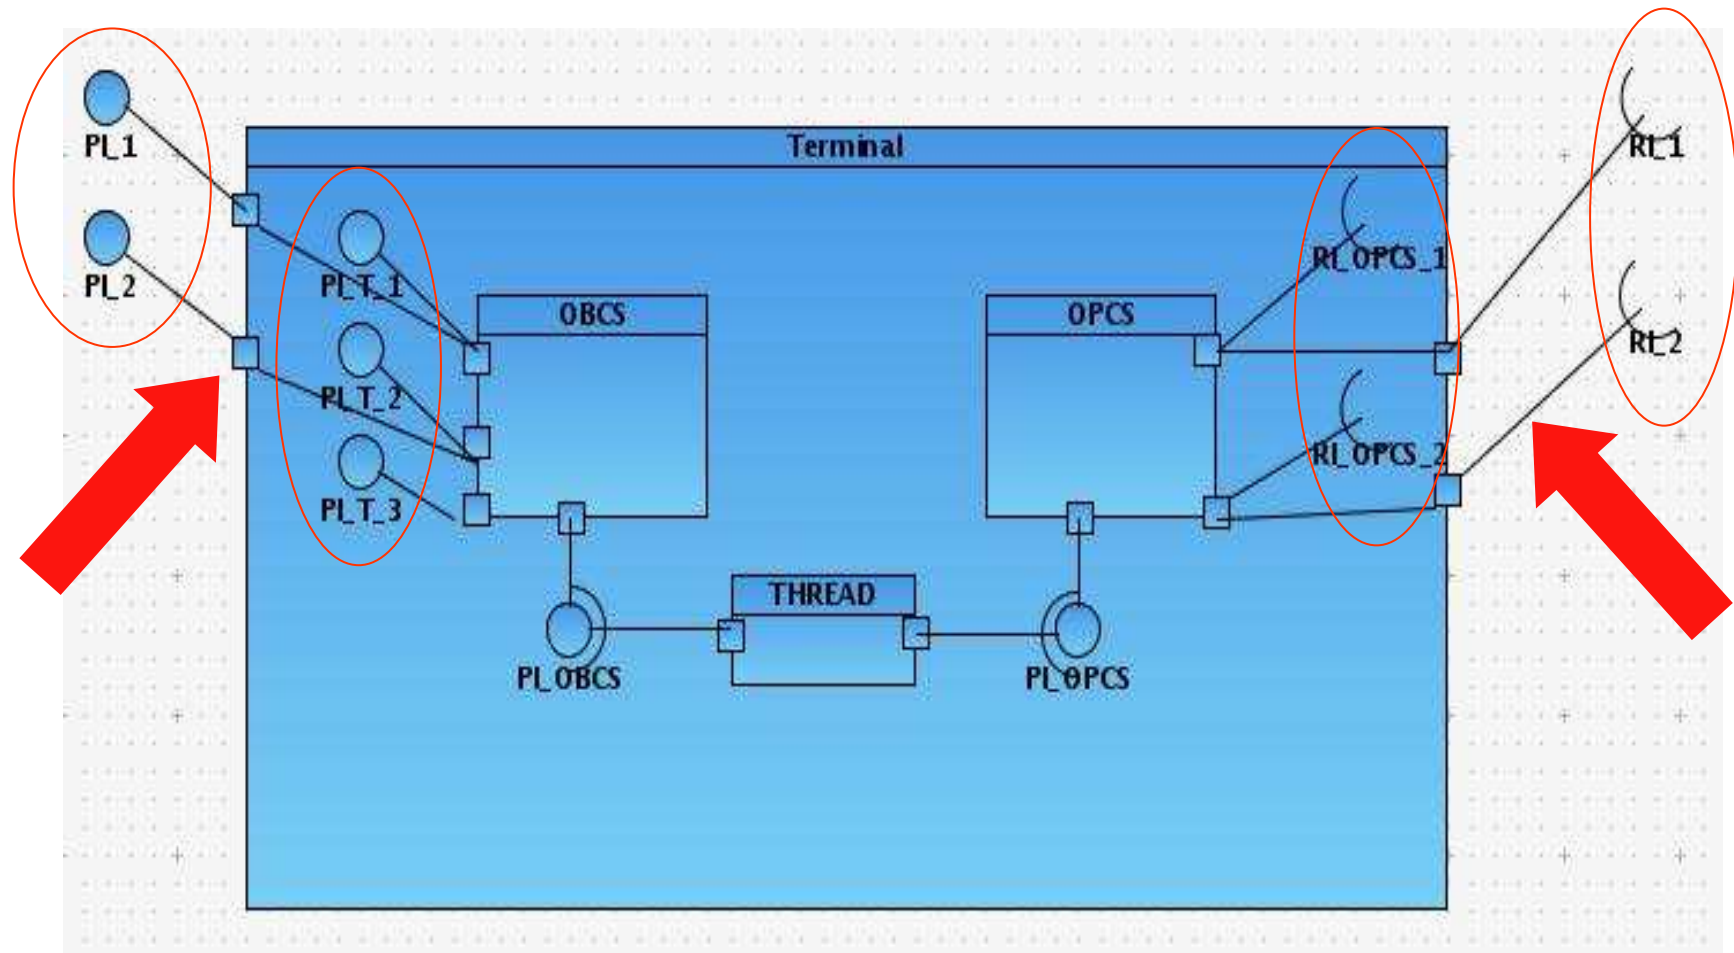 PI_1
PI_2
Terminal
PI_T_1
PI_T_2
PI_T_3
OBCS
OPCS
RI_OPCS_1
RI_OPCS_2
RI_1
RI_2
THREAD
PI_OBCS
PI_OPCS